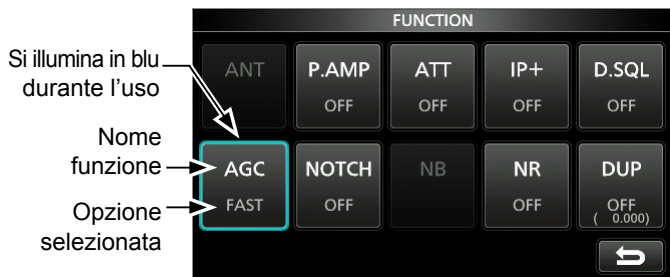 FUNCTION
Si illumina in blu
durante l'uso
ANT P.AMP ATT IP+ D.SQL
OFF OFF OFF OFF
Nome
funzione
AGC NOTCH NB NR DUP
Opzione
selezionata
FAST OFF OFF OFF
( 0.000)